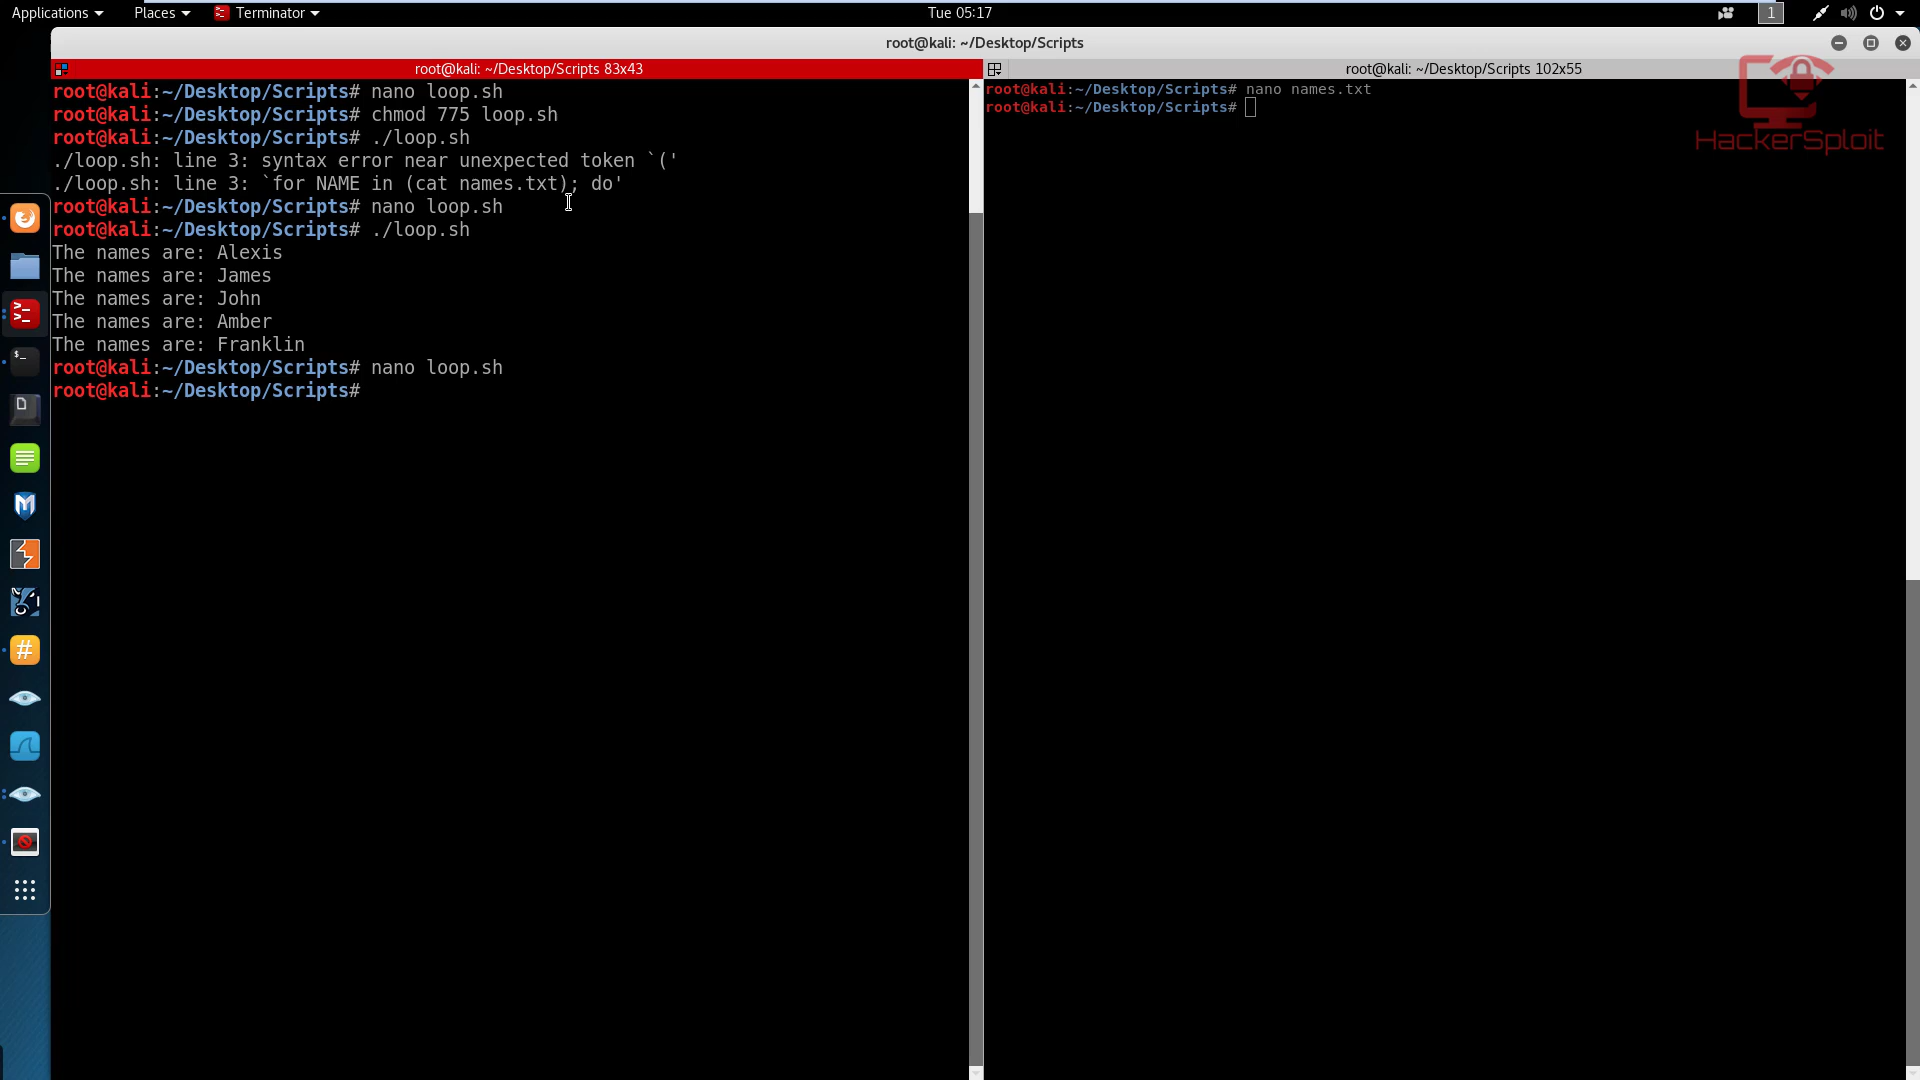 Applications Places Terminator Tue 05:17 1
root@kali: ~/Desktop/Scripts
root@kali: ~/Desktop/Scripts 83x43
root@kali:~/Desktop/Scripts# nano loop.sh
root@kali:~/Desktop/Scripts# chmod 775 loop.sh
root@kali:~/Desktop/Scripts# ./loop.sh
./loop.sh: line 3: syntax error near unexpected token `('
./loop.sh: line 3: `for NAME in (cat names.txt); do'
root@kali:~/Desktop/Scripts# nano loop.sh
root@kali:~/Desktop/Scripts# ./loop.sh
The names are: Alexis
The names are: James
The names are: John
The names are: Amber
The names are: Franklin
root@kali:~/Desktop/Scripts# nano loop.sh
root@kali:~/Desktop/Scripts#
root@kali: ~/Desktop/Scripts 102x55
root@kali:~/Desktop/Scripts# nano names.txt
root@kali:~/Desktop/Scripts#
HackerSploit